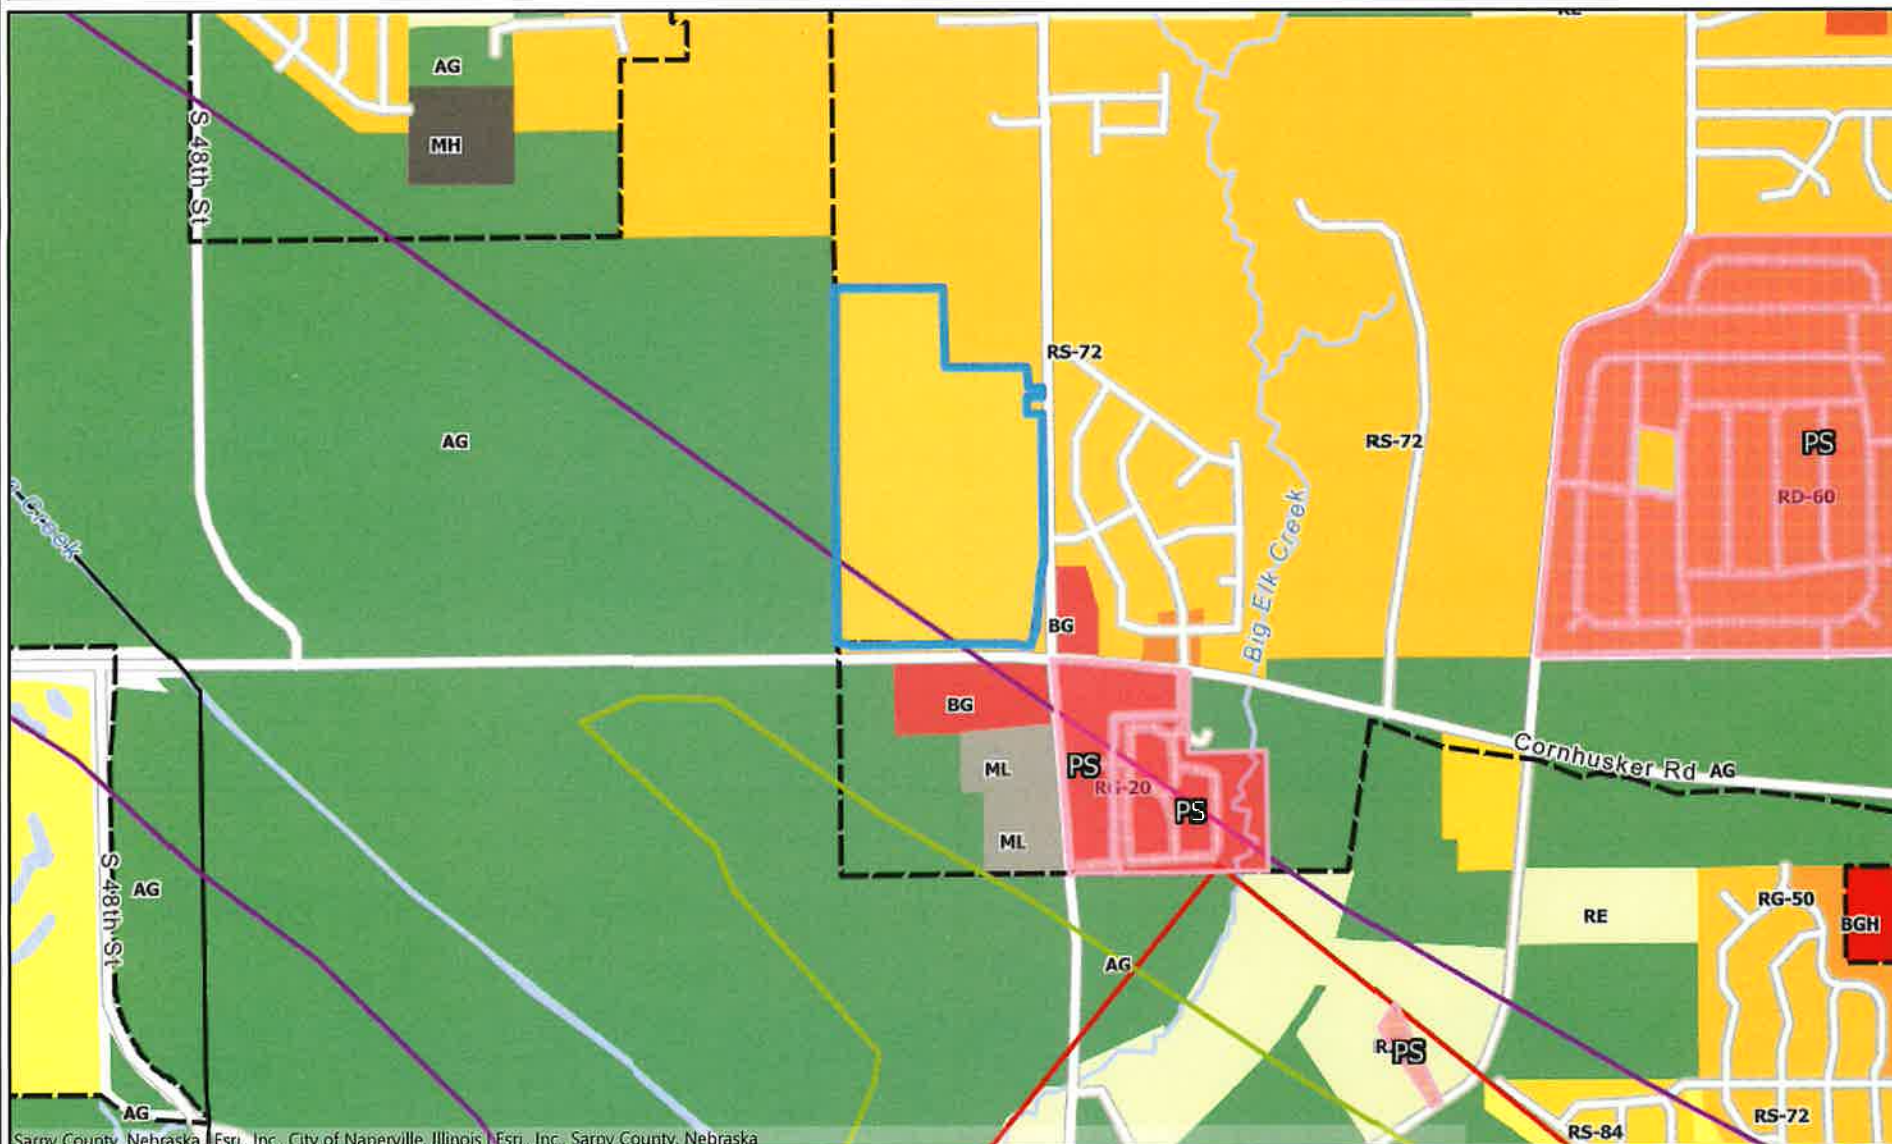 AG
MH
S 48th St
RS-72
AG
RS-72
PS
RD-60
Creek
Big Elk Creek
BG
BG
ML
PS
RG-20
PS
ML
Cornhusker Rd
AG
S 48th St
AG
RE
RG-50
BGH
AG
PS
AG
RS-72
RS-84
Sarpy County, Nebraska | Esri, Inc., City of Naperville, Illinois | Esri, Inc., Sarpy County, Nebraska